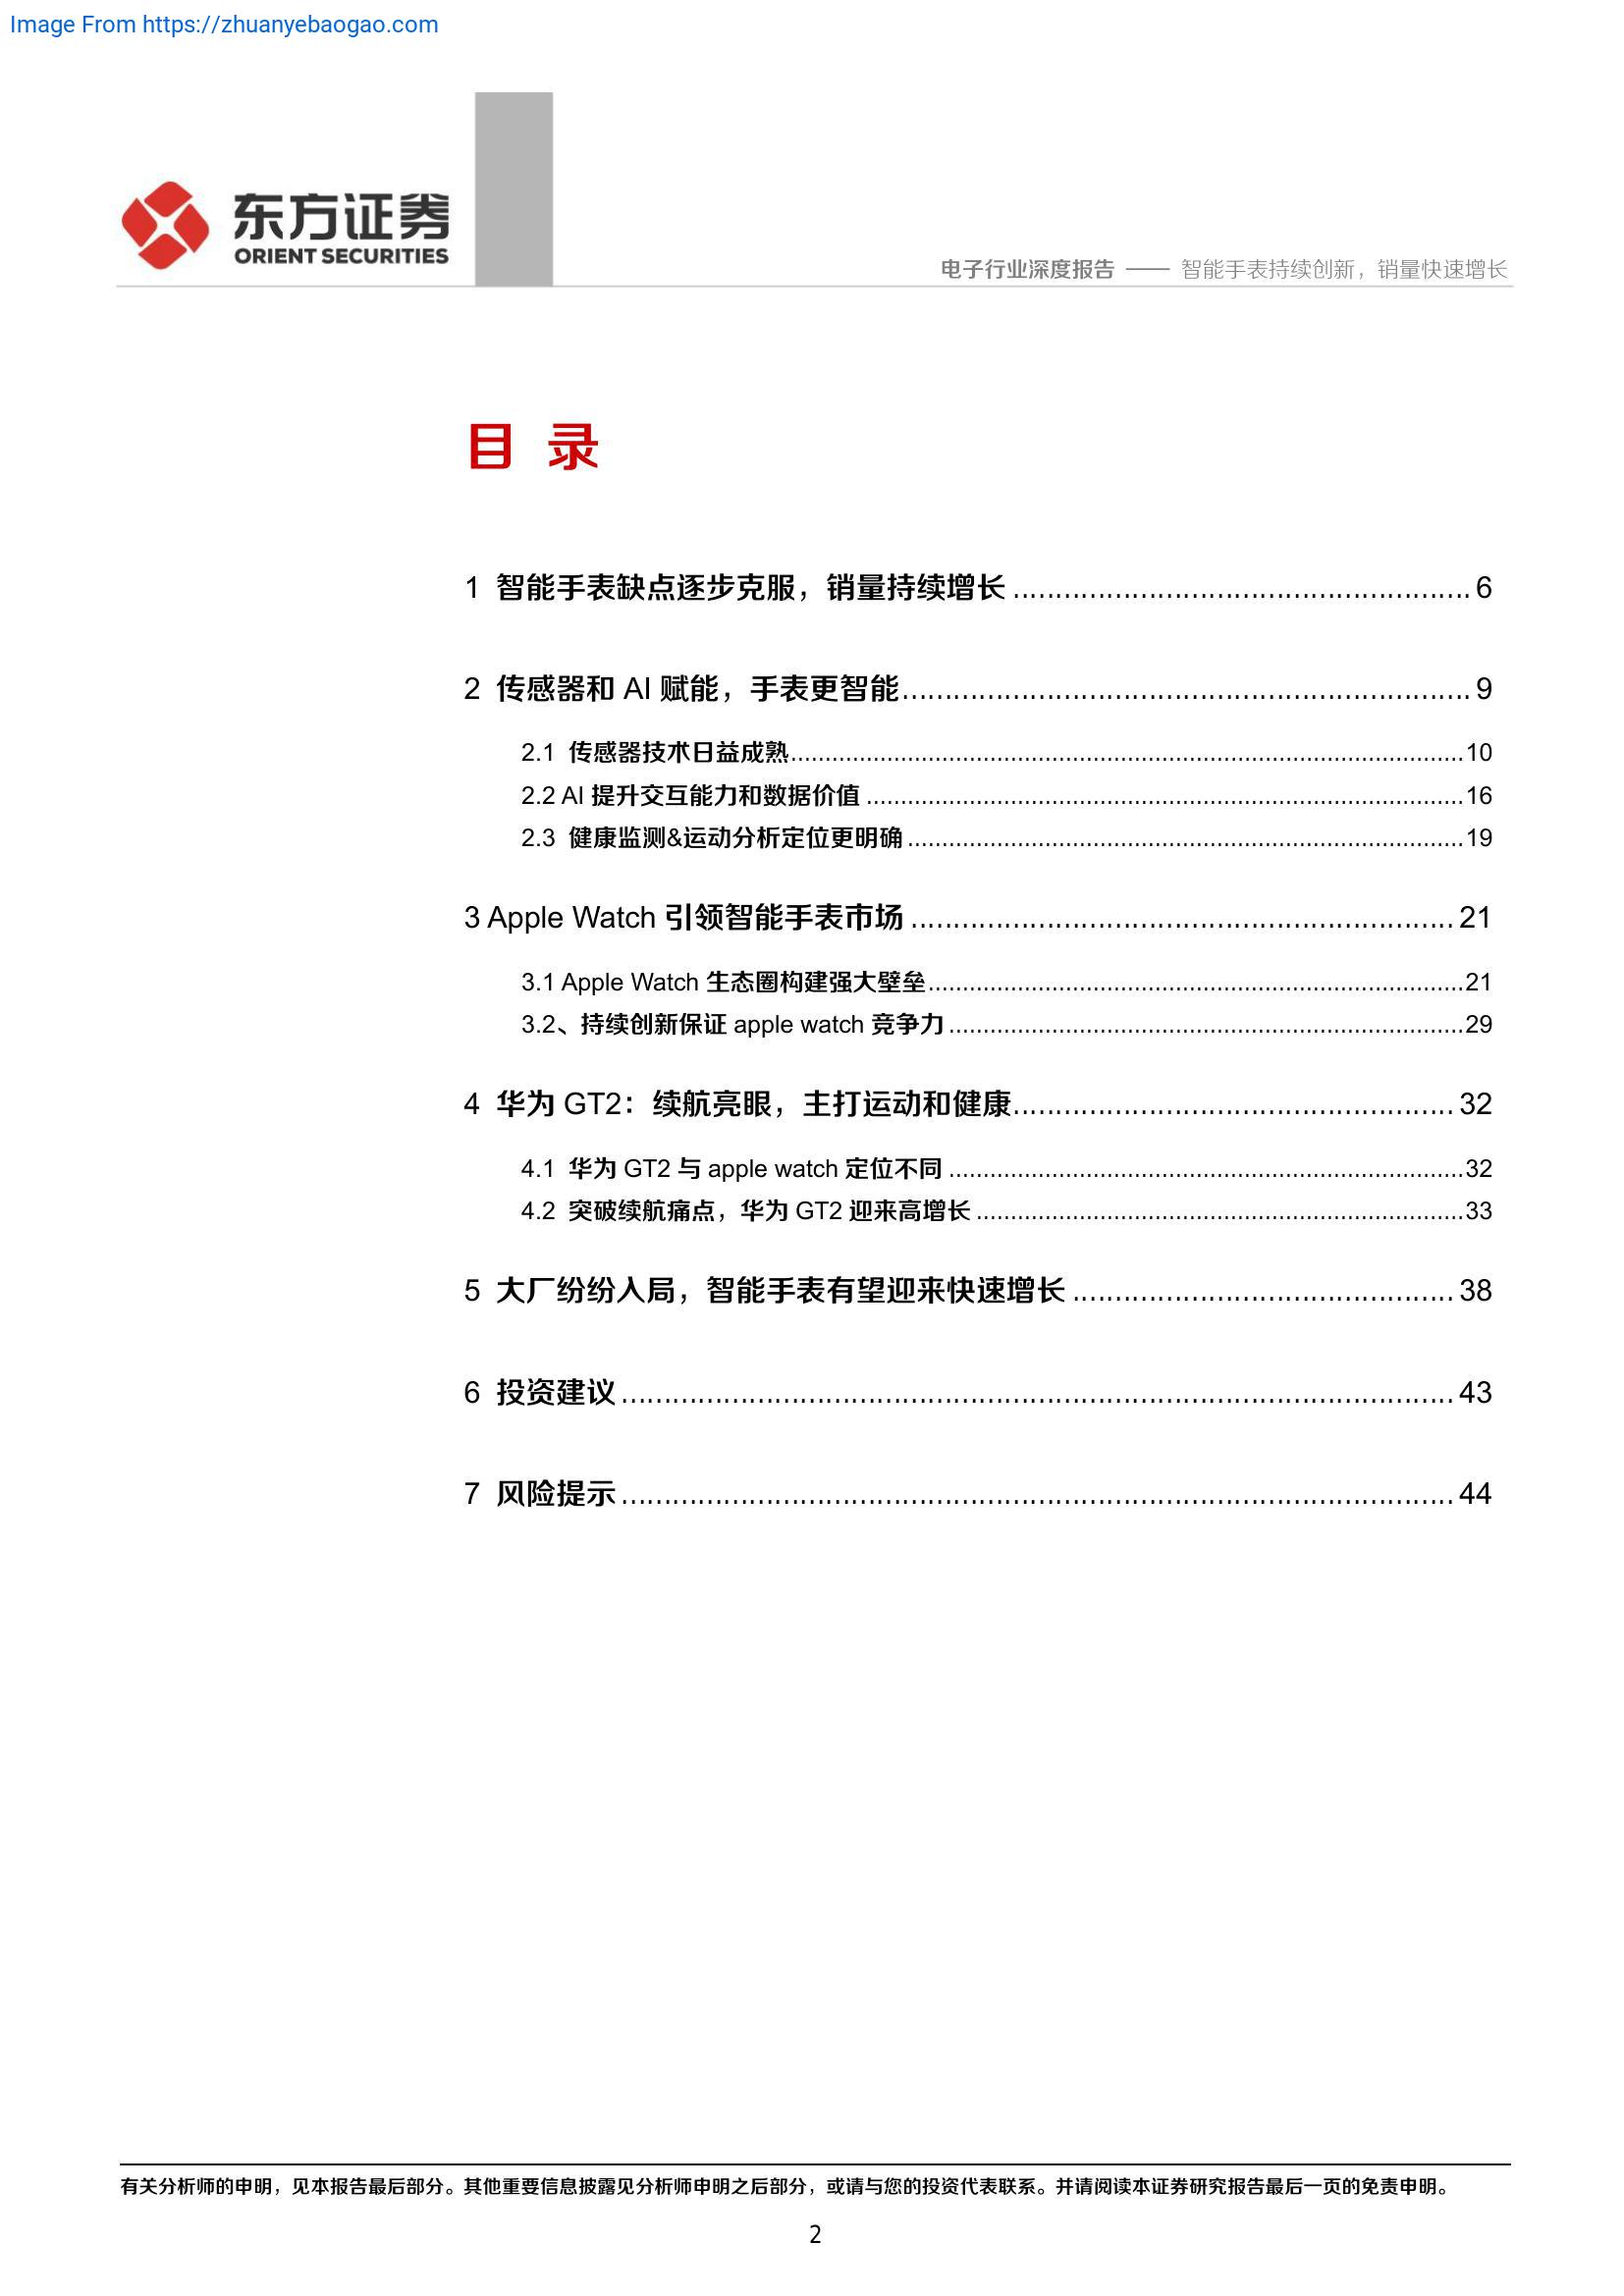 Image From https://zhuanyebaogao.com
东方证券
ORIENT SECURITIES
电子行业深度报告 —— 智能手表持续创新，销量快速增长
目 录
1 智能手表缺点逐步克服，销量持续增长 ...................................................... 6
2 传感器和 AI 赋能，手表更智能................................................................... 9
2.1 传感器技术日益成熟..................................................................................................10
2.2 AI 提升交互能力和数据价值 .......................................................................................16
2.3 健康监测&运动分析定位更明确 .................................................................................19
3 Apple Watch 引领智能手表市场 ................................................................ 21
3.1 Apple Watch 生态圈构建强大壁垒..............................................................................21
3.2、持续创新保证 apple watch 竞争力 ...........................................................................29
4 华为 GT2：续航亮眼，主打运动和健康.................................................... 32
4.1 华为 GT2 与 apple watch 定位不同 ...........................................................................32
4.2 突破续航痛点，华为 GT2 迎来高增长 .......................................................................33
5 大厂纷纷入局，智能手表有望迎来快速增长 ............................................. 38
6 投资建议 .................................................................................................. 43
7 风险提示 .................................................................................................. 44
有关分析师的申明，见本报告最后部分。其他重要信息披露见分析师申明之后部分，或请与您的投资代表联系。并请阅读本证券研究报告最后一页的免责申明。
2